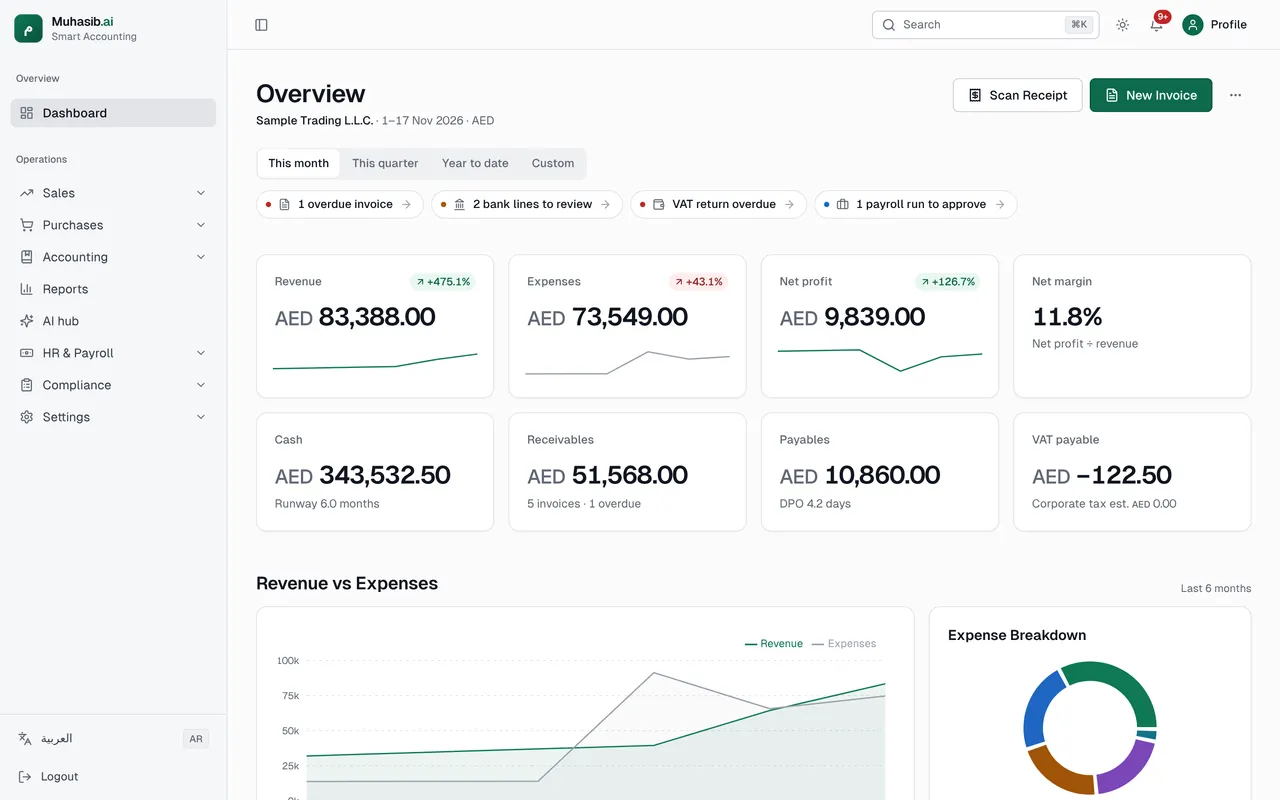 م
Muhasib.ai
Smart Accounting
Overview
Dashboard
Operations
Sales
Purchases
Accounting
Reports
AI hub
HR & Payroll
Compliance
Settings
العربية AR
Logout
Search ⌘K
9+
Profile
Overview
Sample Trading L.L.C. · 1–17 Nov 2026 · AED
Scan Receipt
New Invoice
This month This quarter Year to date Custom
1 overdue invoice → 2 bank lines to review → VAT return overdue → 1 payroll run to approve →
Revenue +475.1%
AED 83,388.00
Expenses +43.1%
AED 73,549.00
Net profit +126.7%
AED 9,839.00
Net margin
11.8%
Net profit ÷ revenue
Cash
AED 343,532.50
Runway 6.0 months
Receivables
AED 51,568.00
5 invoices · 1 overdue
Payables
AED 10,860.00
DPO 4.2 days
VAT payable
AED −122.50
Corporate tax est. AED 0.00
Revenue vs Expenses
Last 6 months
Revenue Expenses
100k
75k
50k
25k
0k
Expense Breakdown